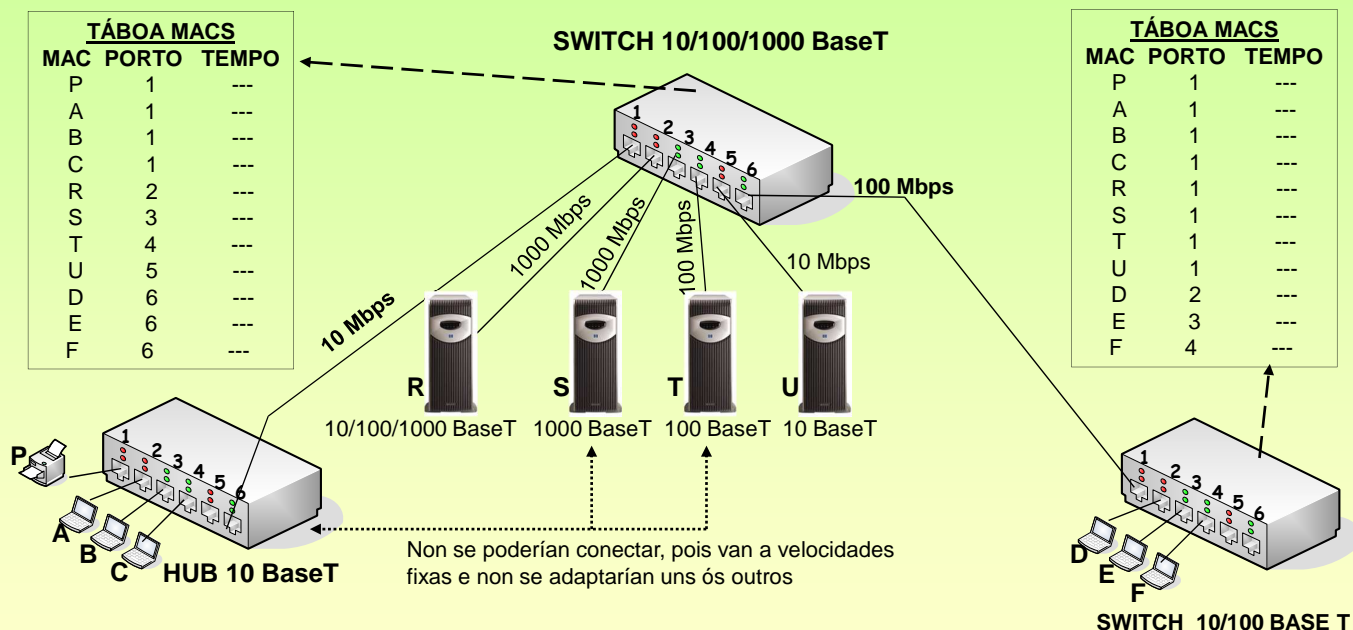 TÁBOA MACS
MAC PORTO TEMPO
P 1 ---
A 1 ---
B 1 ---
C 1 ---
R 2 ---
S 3 ---
T 4 ---
U 5 ---
D 6 ---
E 6 ---
F 6 ---
SWITCH 10/100/1000 BaseT
1 2 3 4 5 6
TÁBOA MACS
MAC PORTO TEMPO
P 1 ---
A 1 ---
B 1 ---
C 1 ---
R 1 ---
S 1 ---
T 1 ---
U 1 ---
D 2 ---
E 3 ---
F 4 ---
10 Mbps
1000 Mbps
1000 Mbps
100 Mbps
10 Mbps
100 Mbps
R
S
T
U
10/100/1000 BaseT
1000 BaseT
100 BaseT
10 BaseT
1 2 3 4 5 6
P
A
B
C
HUB 10 BaseT
Non se poderían conectar, pois van a velocidades
fixas e non se adaptarían uns ós outros
1 2 3 4 5 6
D
E
F
SWITCH 10/100 BASE T